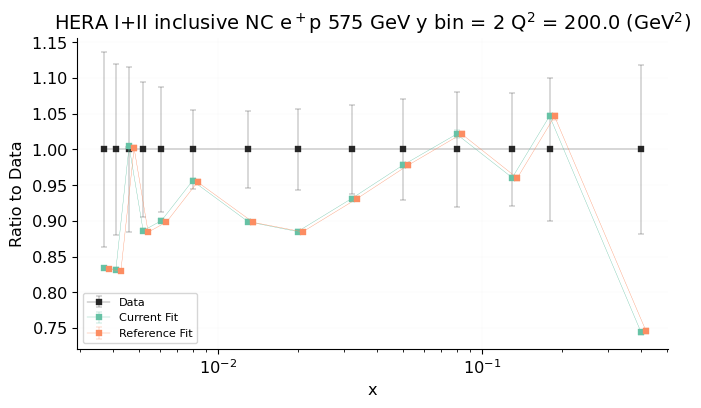 HERA I+II inclusive NC e⁺p 575 GeV y bin = 2 Q² = 200.0 (GeV²)
Ratio to Data
1.15
1.10
1.05
1.00
0.95
0.90
0.85
0.80
0.75
Data
Current Fit
Reference Fit
10⁻²
10⁻¹
x